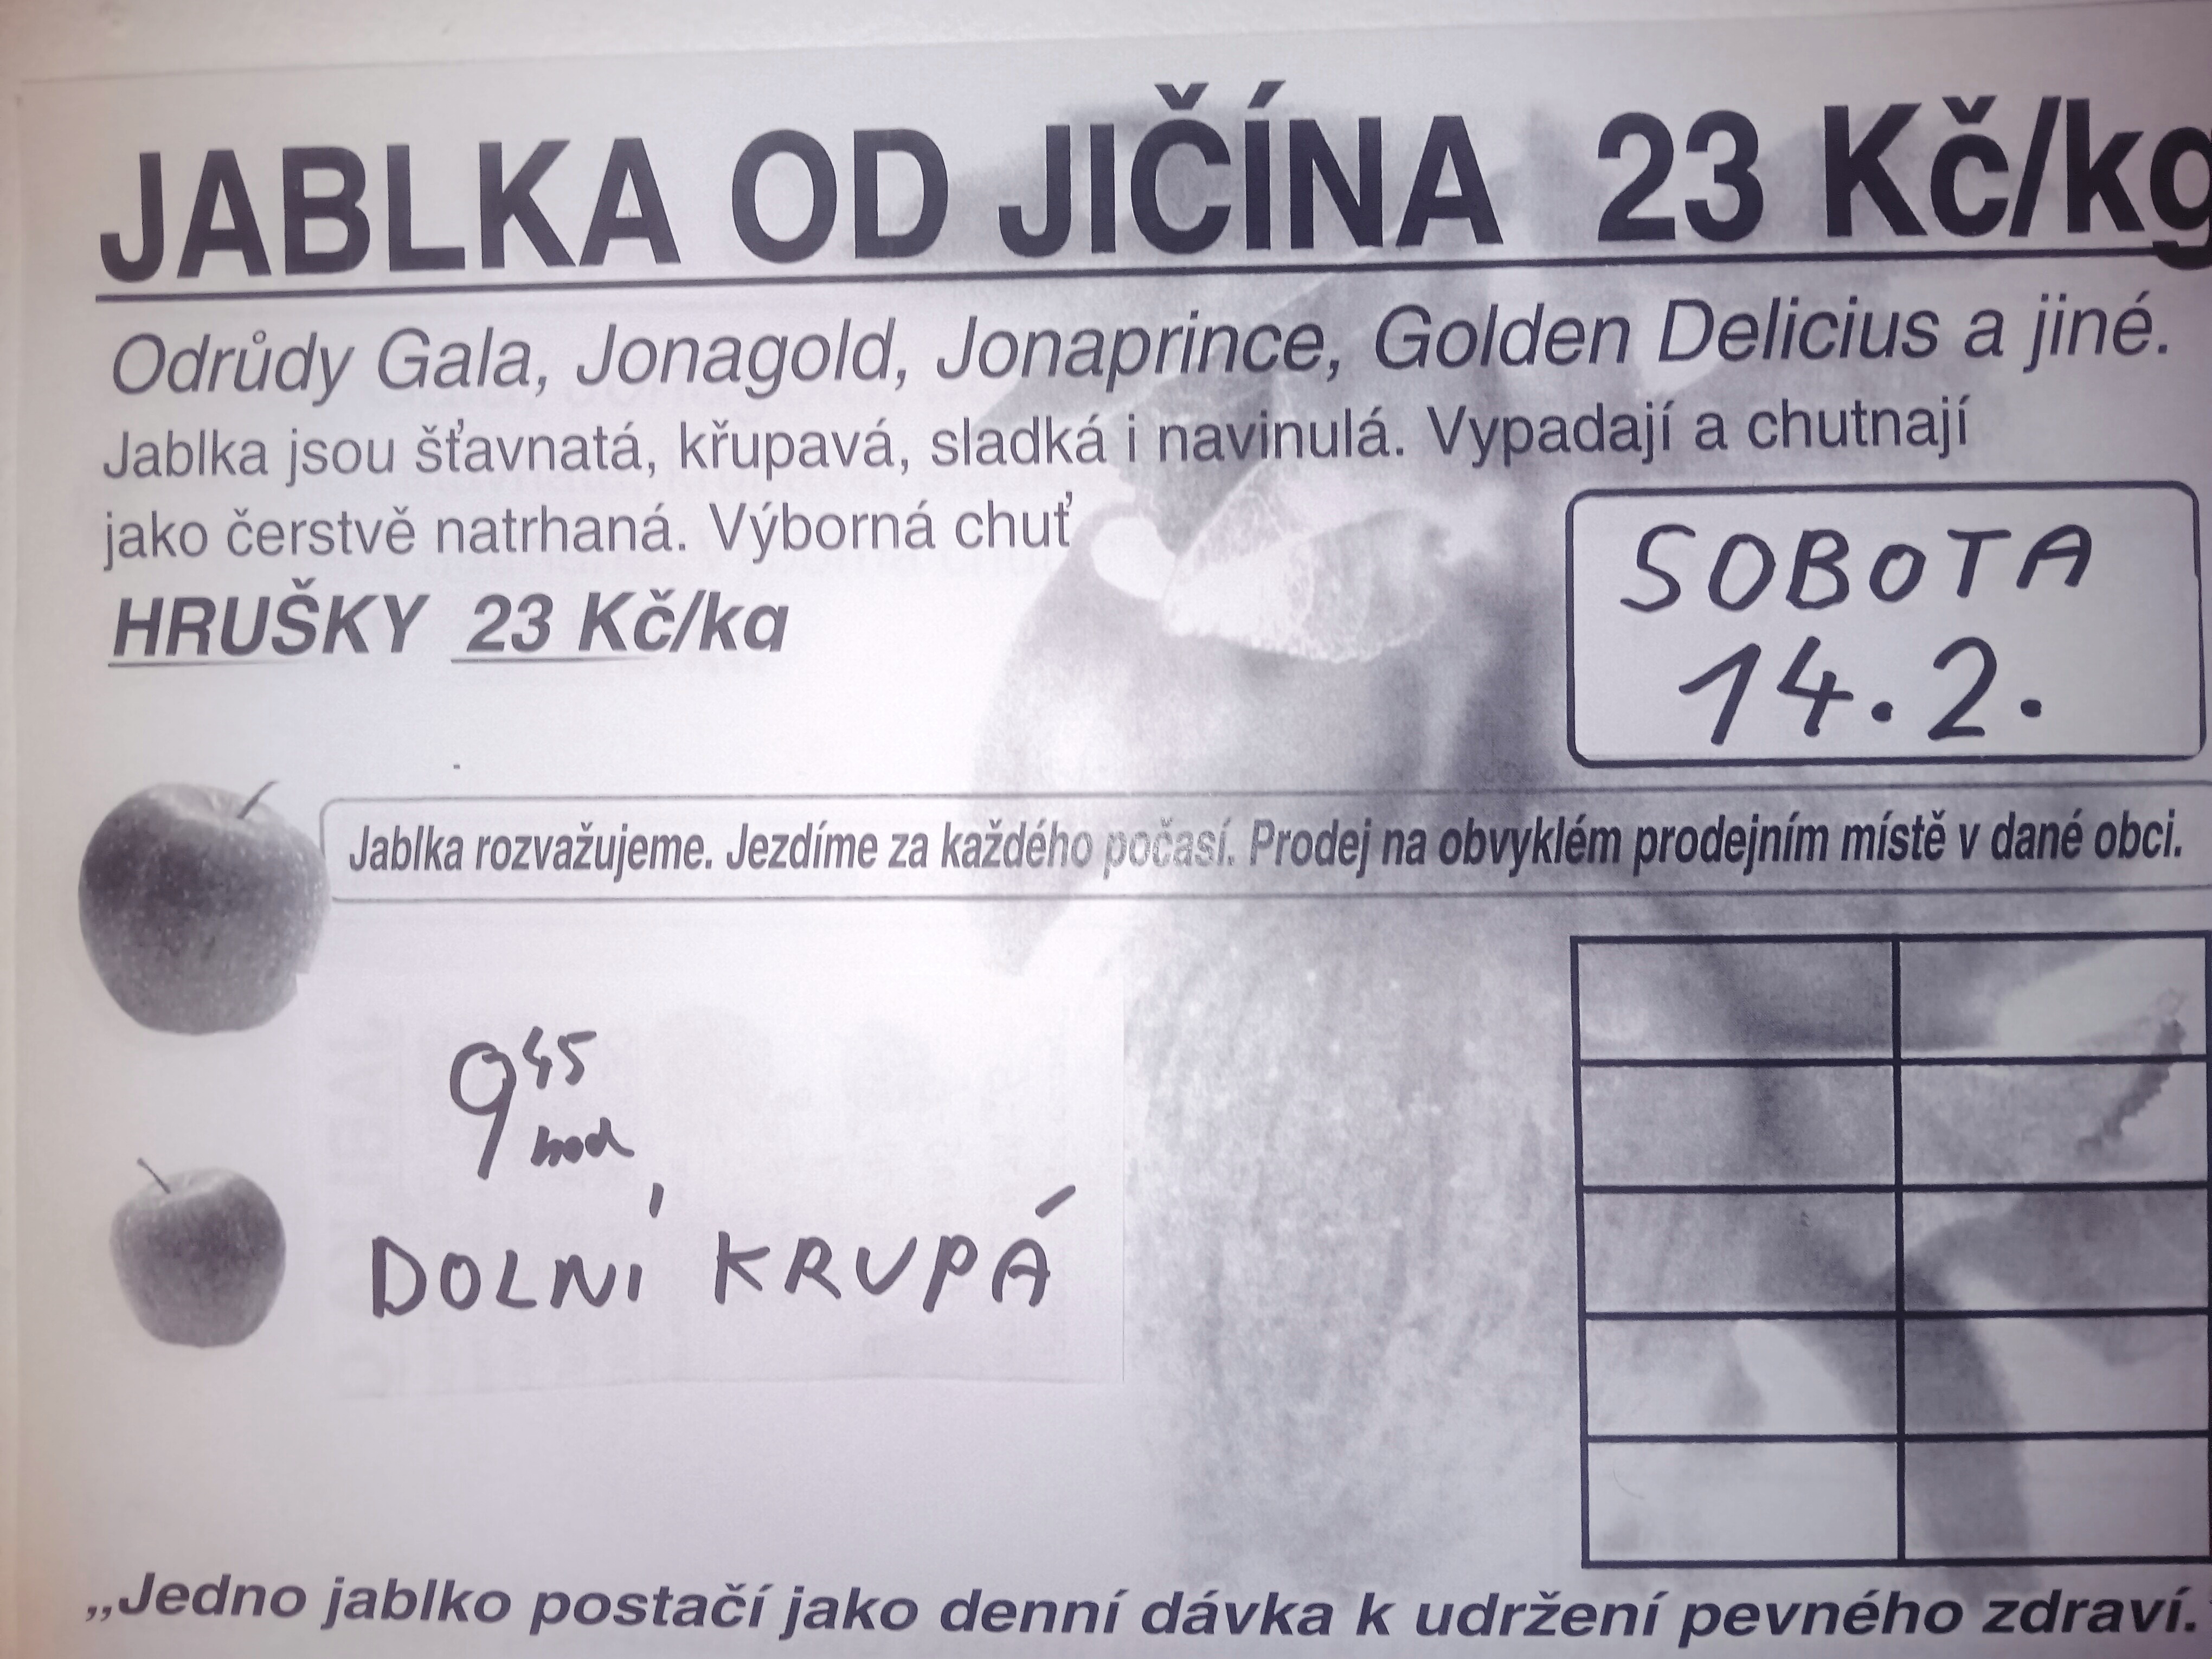 JABLKA OD JIČÍNA 23 Kč/kg
Odrůdy Gala, Jonagold, Jonaprince, Golden Delicius a jiné.
Jablka jsou šťavnatá, křupavá, sladká i navinulá. Vypadají a chutnají
jako čerstvě natrhaná. Výborná chuť
HRUŠKY 23 Kč/kg
SOBOTA
14.2.
Jablka rozvažujeme. Jezdíme za každého počasí. Prodej na obvyklém prodejním místě v dané obci.
9 45
hod
DOLNÍ KRUPÁ
„Jedno jablko postačí jako denní dávka k udržení pevného zdraví.